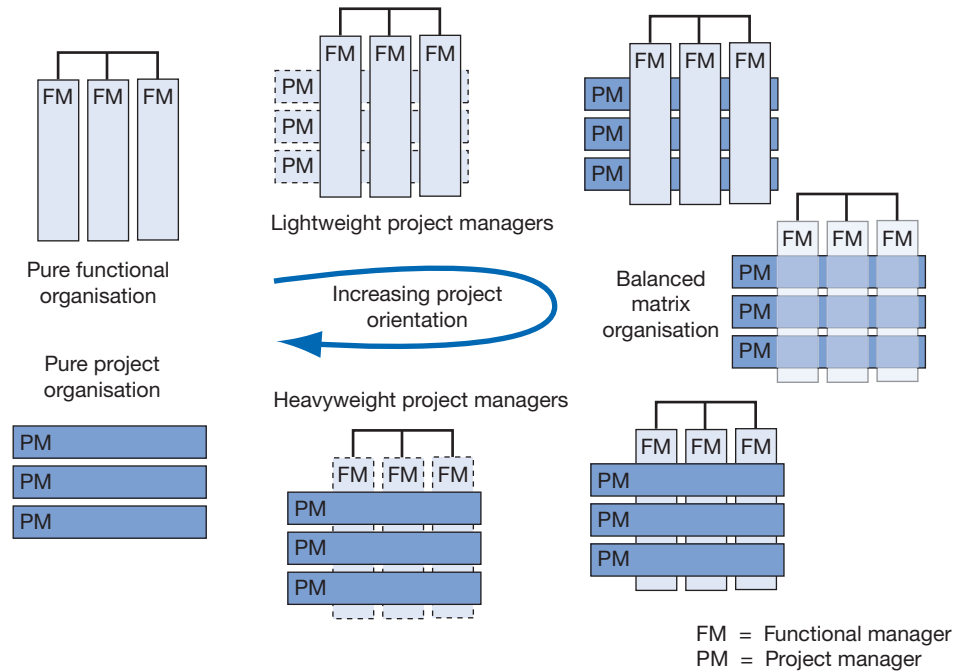 FM FM FM
Pure functional
organisation
FM FM FM
PM
PM
PM
Lightweight project managers
FM FM FM
PM
PM
PM
FM FM FM
PM
PM
PM
Balanced
matrix
organisation
Increasing project
orientation
Pure project
organisation
PM
PM
PM
Heavyweight project managers
FM FM FM
PM
PM
PM
FM FM FM
PM
PM
PM
FM = Functional manager
PM = Project manager